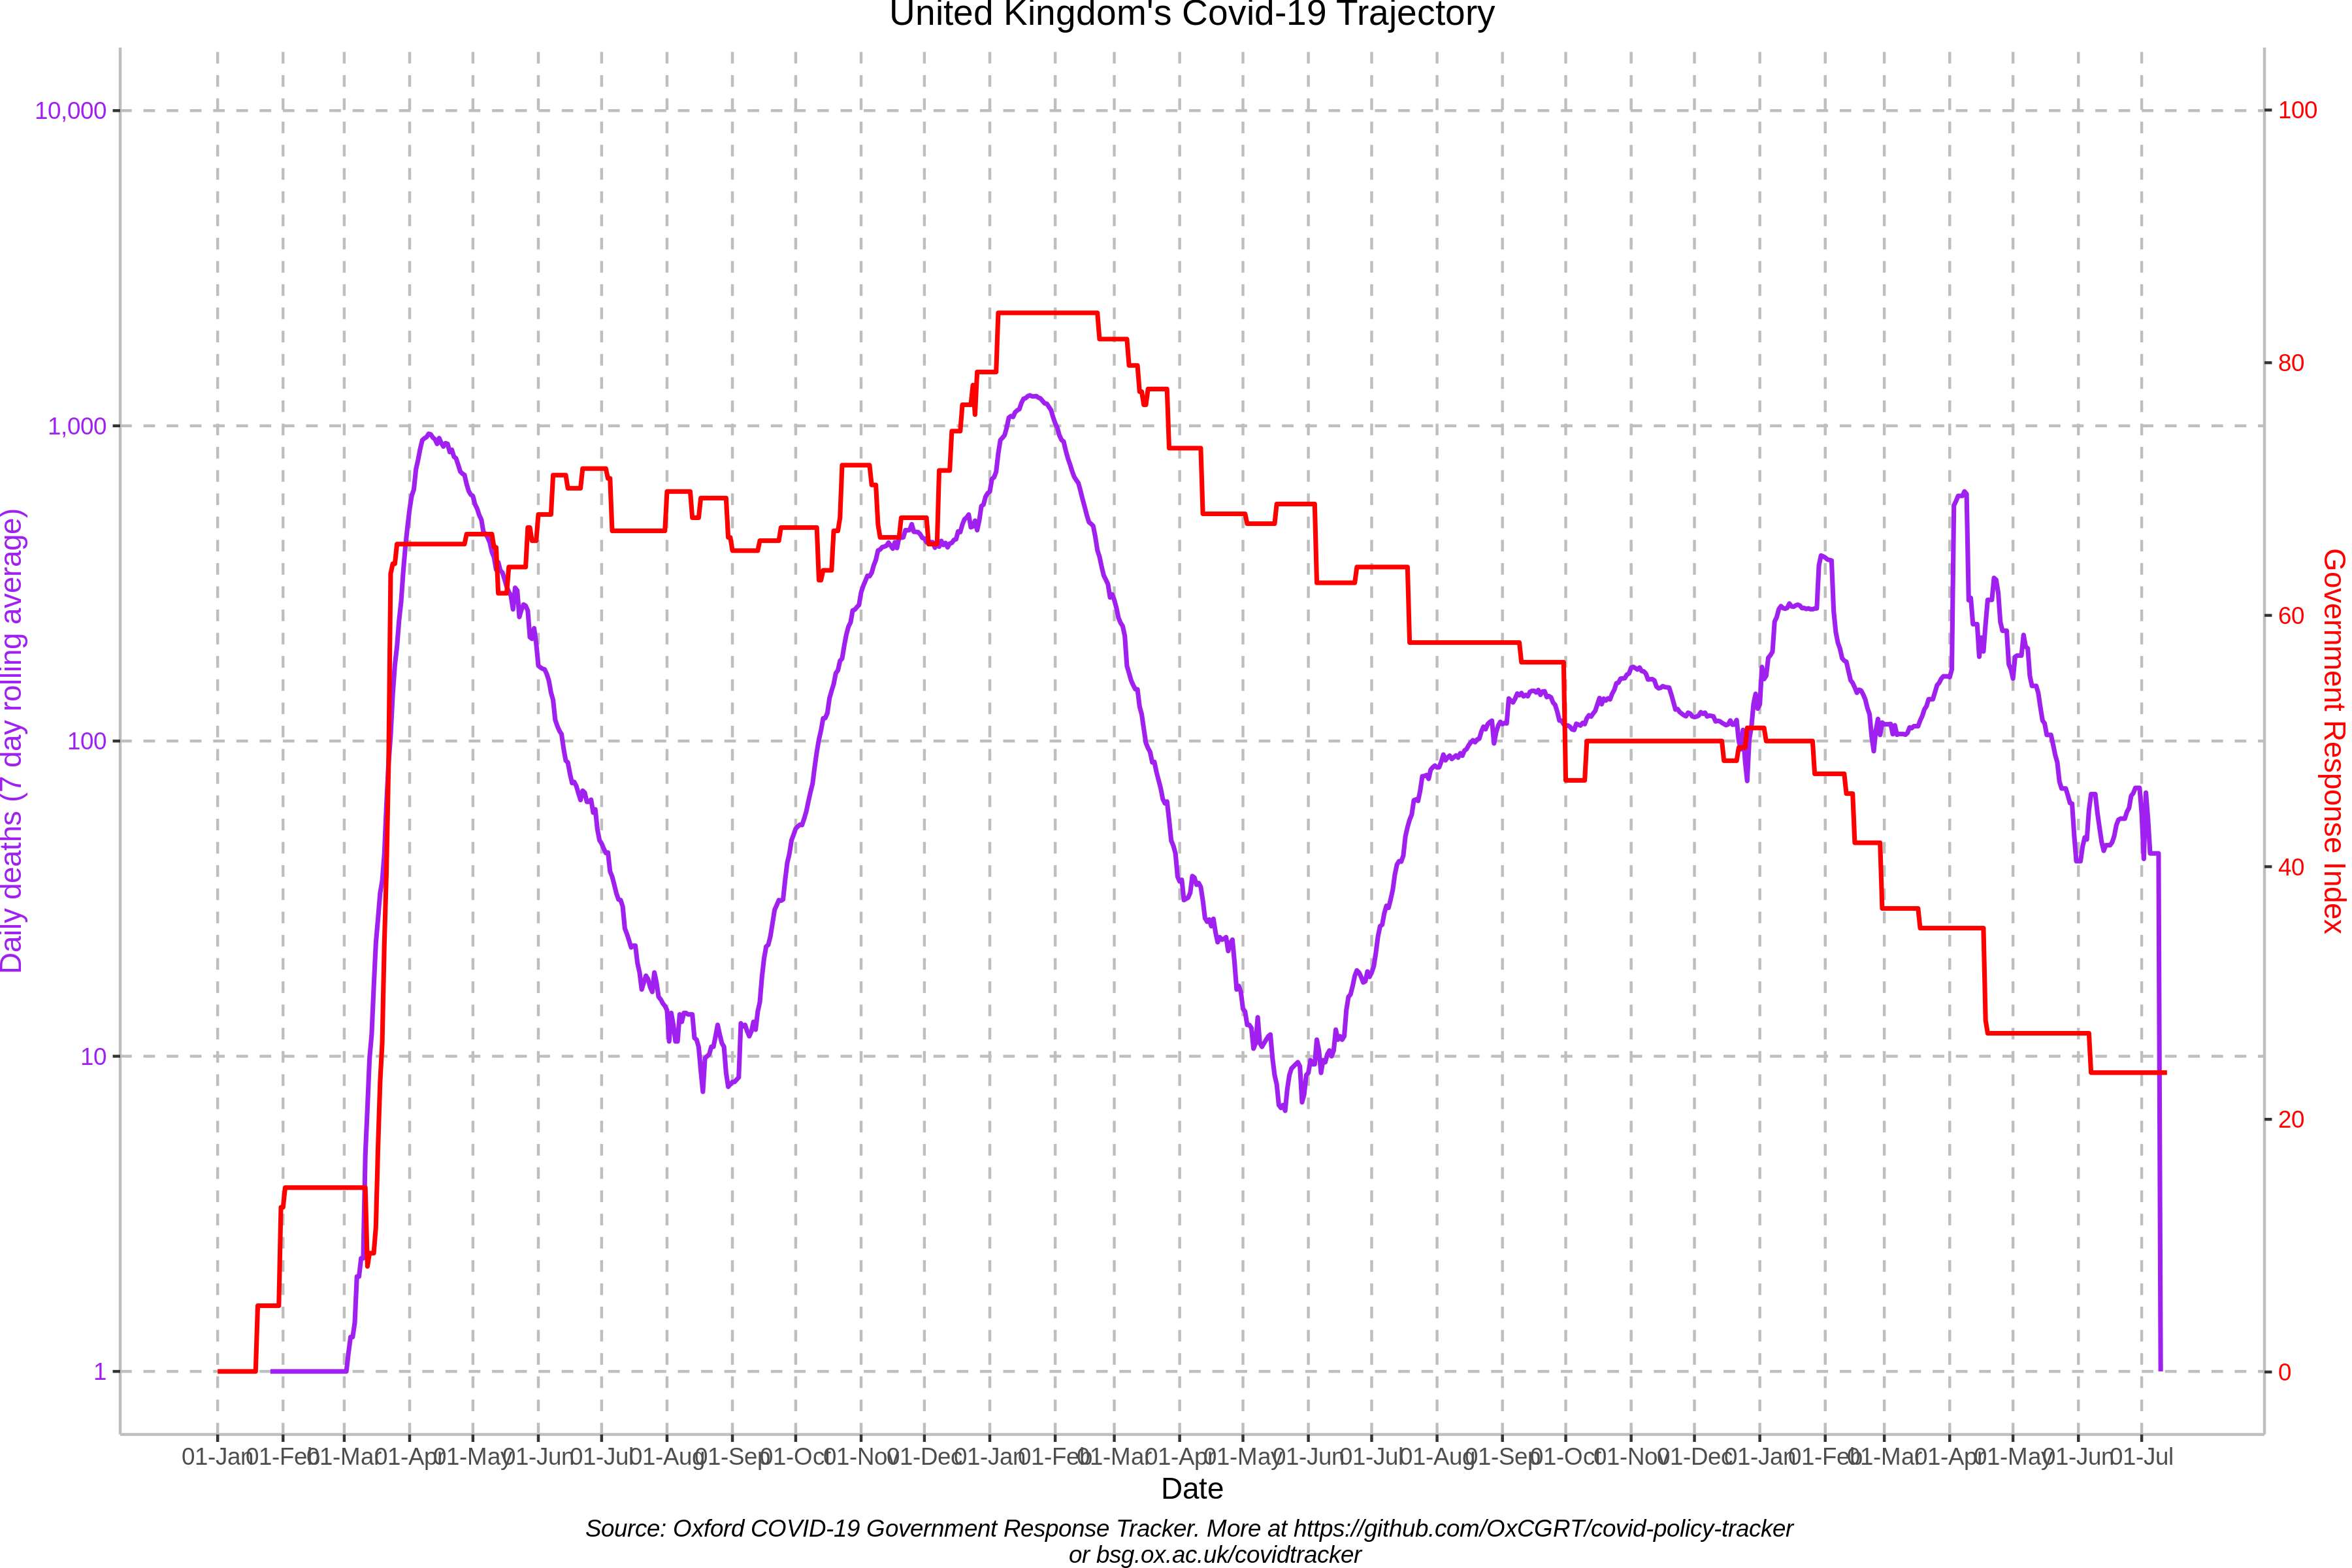 United Kingdom's Covid-19 Trajectory
10,000
1,000
100
10
1
Daily deaths (7 day rolling average)
100
80
60
40
20
0
Government Response Index
01-Jan 01-Feb 01-Mar 01-Apr 01-May 01-Jun 01-Jul 01-Aug 01-Sep 01-Oct 01-Nov 01-Dec 01-Jan 01-Feb 01-Mar 01-Apr 01-May 01-Jun 01-Jul 01-Aug 01-Sep 01-Oct 01-Nov 01-Dec 01-Jan 01-Feb 01-Mar 01-Apr 01-May 01-Jun 01-Jul
Date
Source: Oxford COVID-19 Government Response Tracker. More at https://github.com/OxCGRT/covid-policy-tracker
or bsg.ox.ac.uk/covidtracker